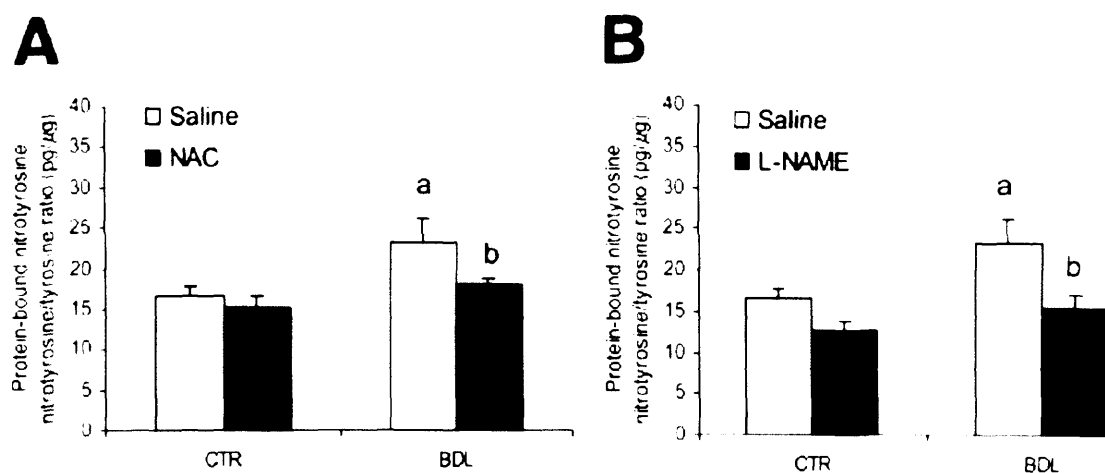 A
Protein-bound nitrotyrosine
nitrotyrosine/tyrosine ratio (pg/µg)
40
35
30
25
20
15
10
5
0
Saline
NAC
a
b
CTR
BDL
B
Protein-bound nitrotyrosine
nitrotyrosine/tyrosine ratio (pg/µg)
40
35
30
25
20
15
10
5
0
Saline
L-NAME
a
b
CTR
BDL